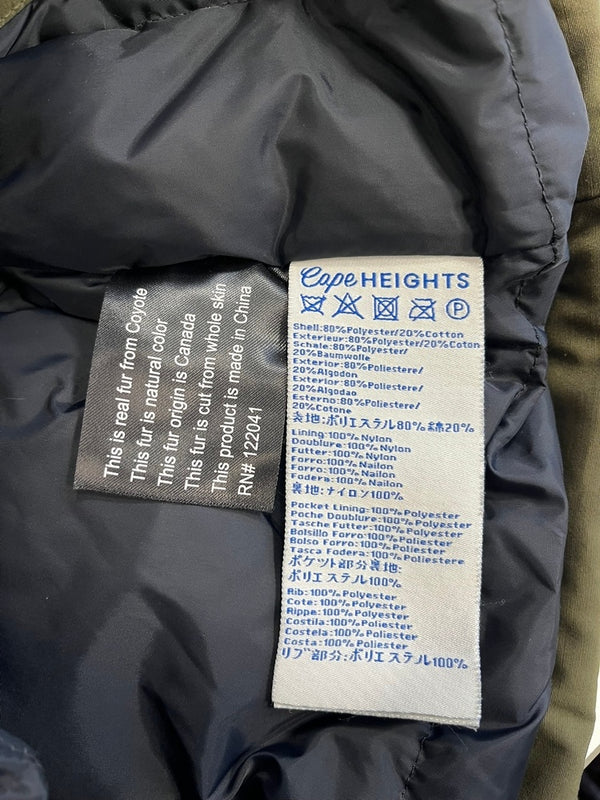 This is real fur from Coyote
This fur is natural color
Thus fur origin is Canada
Thus fur is cut from whole skin
This product is made in China
RN# 122041
Cape HEIGHTS
P
Shell:80%Polyester/20%Cotton
Exterieur:80%Polyester/20%Coton
Schale:80%Polyester/
20%Baumwolle
Exterior:80%Poliestere/
20%Algodon
Exterior:80%Poliestere/
20%Algodao
Esterno:80%Poliestere/
20%Cotone
表地:ポリエステル80%綿20%
Lining:100%Nylon
Doublure:100%Nylon
Futter:100%Nylon
Forro:100%Nailon
Forro:100%Nailon
Fodera:100%Nailon
裏地:ナイロン100%
Pocket Lining:100%Polyester
Poche Doublure:100%Polyester
Tasche Futter:100%Polyester
Bolsillo Forro:100%Poliester
Bolso Forro:100%Poliester
Tasca Fodera:100%Poliestere
ポケツト部分裏地:
ポリエステル100%
Rib:100%Polyester
Cote:100%Polyester
Rippe:100%Polyester
Costila:100%Poliester
Costela:100%Poliester
Costa:100%Poliester
リブ部分:ポリエステル100%